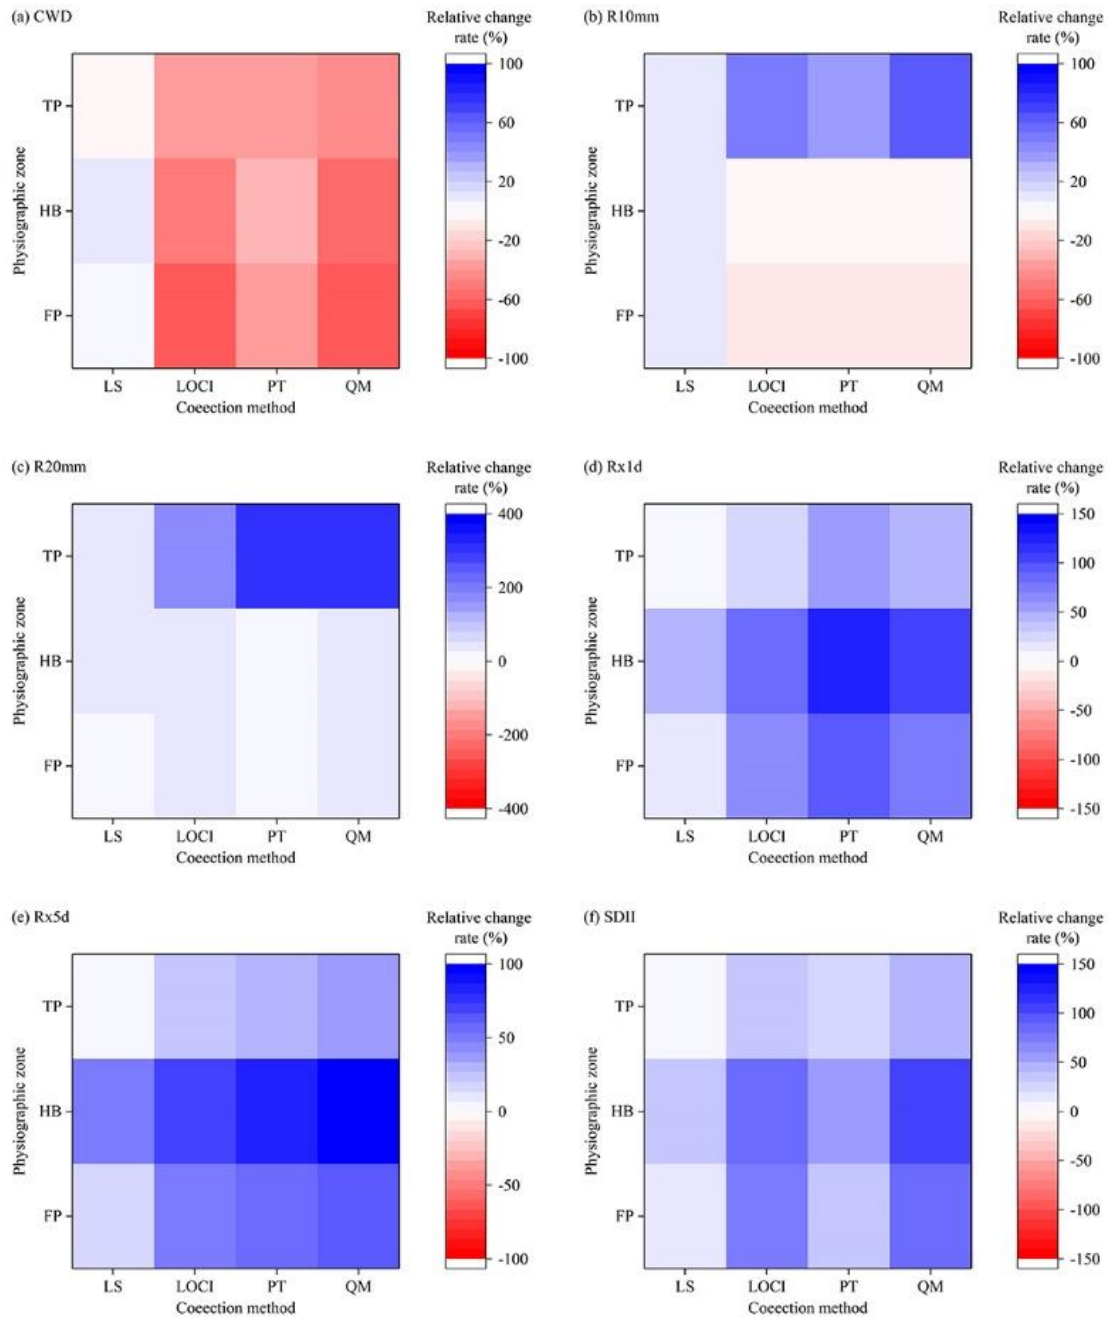 (a) CWD
Relative change
rate (%)
100
60
20
-20
-60
-100
TP
HB
FP
Physiographic zone
LS LOCI PT QM
Coeection method
(b) R10mm
Relative change
rate (%)
100
60
20
-20
-60
-100
TP
HB
FP
Physiographic zone
LS LOCI PT QM
Coeection method
(c) R20mm
Relative change
rate (%)
400
200
0
-200
-400
TP
HB
FP
Physiographic zone
LS LOCI PT QM
Coeection method
(d) Rx1d
Relative change
rate (%)
150
100
50
0
-50
-100
-150
TP
HB
FP
Physiographic zone
LS LOCI PT QM
Coeection method
(e) Rx5d
Relative change
rate (%)
100
50
0
-50
-100
TP
HB
FP
Physiographic zone
LS LOCI PT QM
Coeection method
(f) SDII
Relative change
rate (%)
150
100
50
0
-50
-100
-150
TP
HB
FP
Physiographic zone
LS LOCI PT QM
Coeection method